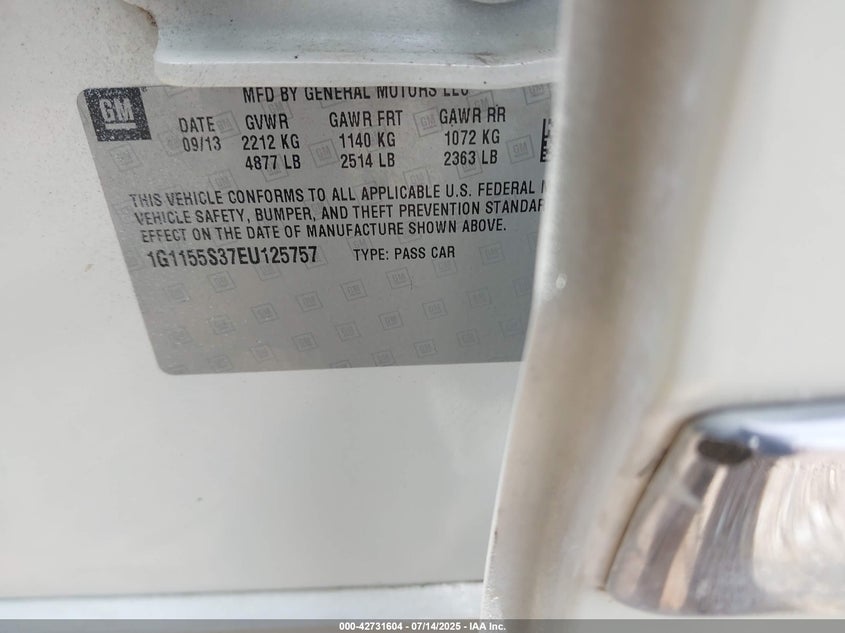 GM
MFD BY GENERAL MOTORS LLC
DATE GVWR GAWR FRT GAWR RR
09/13 2212 KG 1140 KG 1072 KG
4877 LB 2514 LB 2363 LB
THIS VEHICLE CONFORMS TO ALL APPLICABLE U.S. FEDERAL
VEHICLE SAFETY, BUMPER, AND THEFT PREVENTION STANDAR
EFFECT ON THE DATE OF MANUFACTURE SHOWN ABOVE.
1G1155S37EU125757 TYPE: PASS CAR
000-42731604 - 07/14/2025 - IAA Inc.